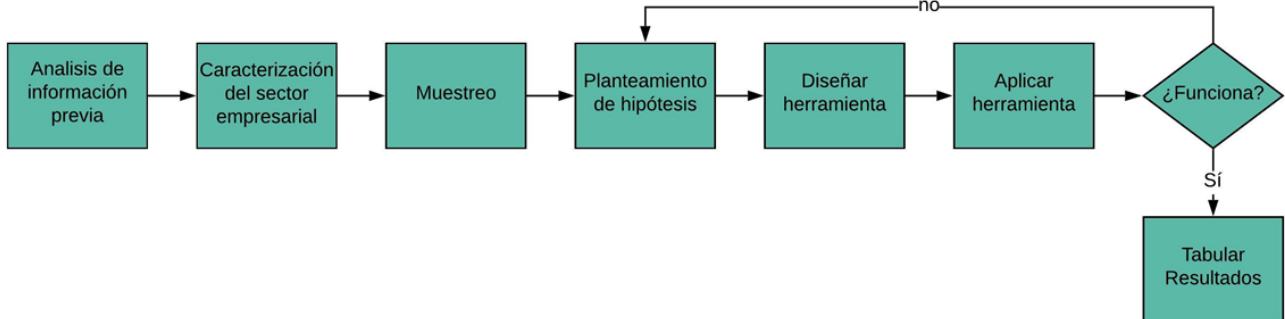 no
Analisis de
información
previa
Caracterización
del sector
empresarial
Muestreo
Planteamiento
de hipótesis
Diseñar
herramienta
Aplicar
herramienta
¿Funciona?
Sí
Tabular
Resultados